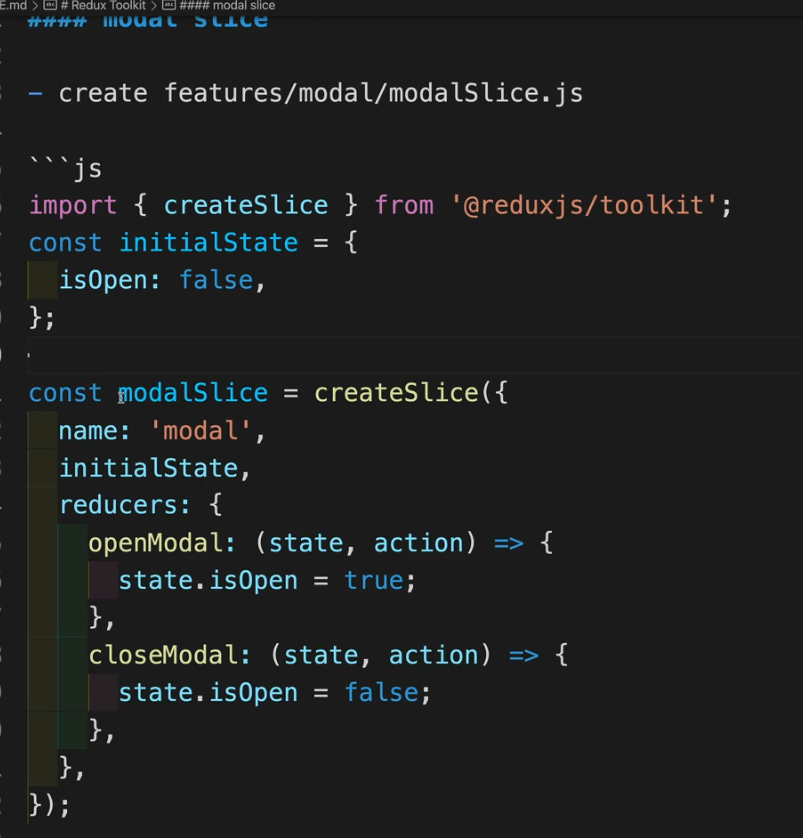 E.md > # Redux Toolkit > #### modal slice
#### modal slice
- create features/modal/modalSlice.js
```js
import { createSlice } from '@reduxjs/toolkit';
const initialState = {
  isOpen: false,
};
const modalSlice = createSlice({
  name: 'modal',
  initialState,
  reducers: {
    openModal: (state, action) => {
      state.isOpen = true;
    },
    closeModal: (state, action) => {
      state.isOpen = false;
    },
  },
});